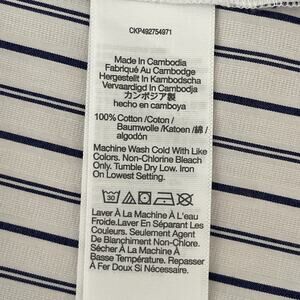 CKP492754971
Made In Cambodia
Fabriqué Au Cambodge
Hergestellt In Kambodscha
Vervaardigd In Cambodja
カンボジア製
hecho en camboya
100% Cotton /Coton /
Baumwolle /Katoen /綿 /
algodón
Machine Wash Cold With Like
Colors. Non-Chlorine Bleach
Only. Tumble Dry Low. Iron On
Lowest Setting.
30
Laver À La Machine À L'eau
Froide.Laver En Séparant Les
Couleurs. Seulement Agent
De Blanchiment Non-Chlore.
Sécher À La Machine À
Basse Température. Repasser
À Fer Doux Si Nécessaire.